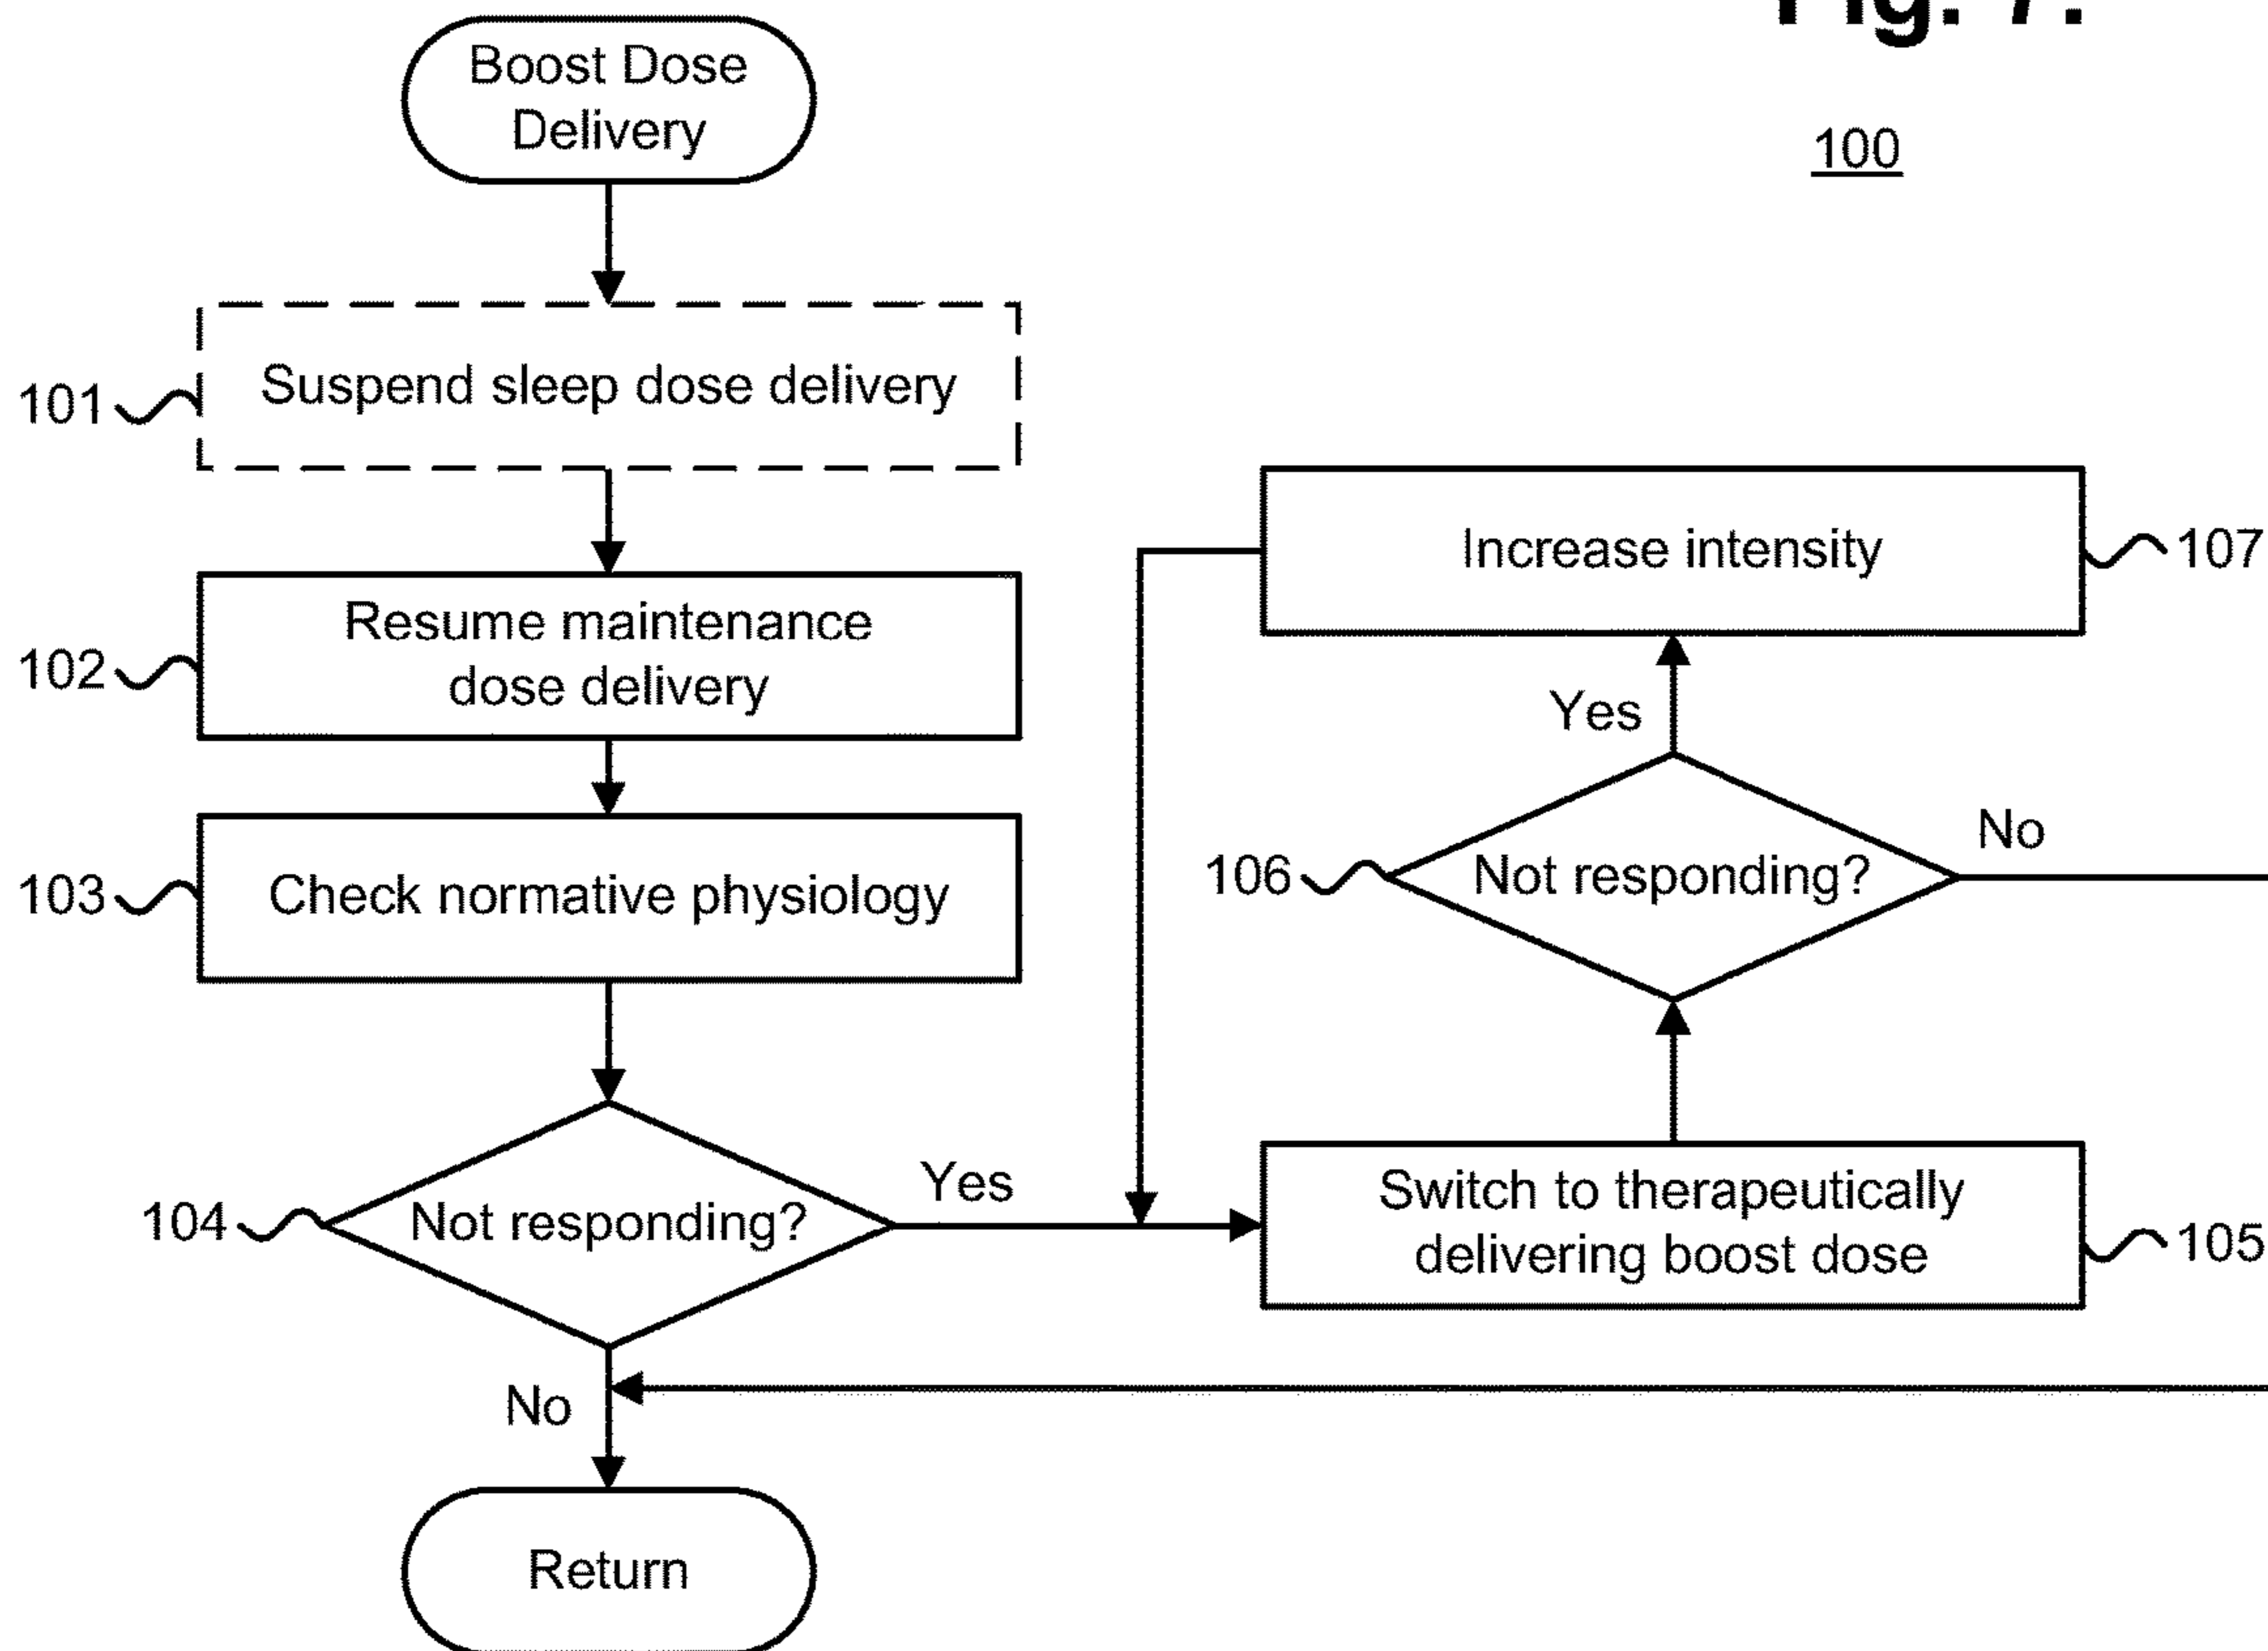 Fig. 7.
100
Boost Dose
Delivery
101
Suspend sleep dose delivery
102
Resume maintenance
dose delivery
103
Check normative physiology
104
Not responding?
Yes
No
Return
Increase intensity
107
Yes
106
Not responding?
No
Switch to therapeutically
delivering boost dose
105